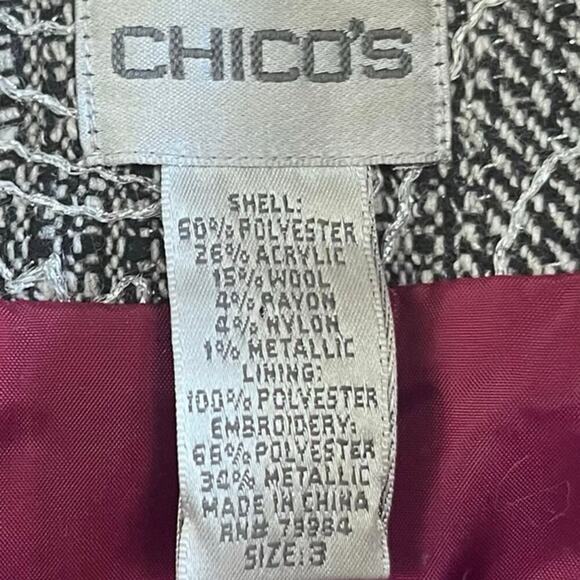 CHICO'S
SHELL:
50% POLYESTER
26% ACRYLIC
15% WOOL
4% RAYON
4% NYLON
1% METALLIC
LINING:
100% POLYESTER
EMBROIDERY:
66% POLYESTER
34% METALLIC
MADE IN CHINA
RN# 79984
SIZE:3